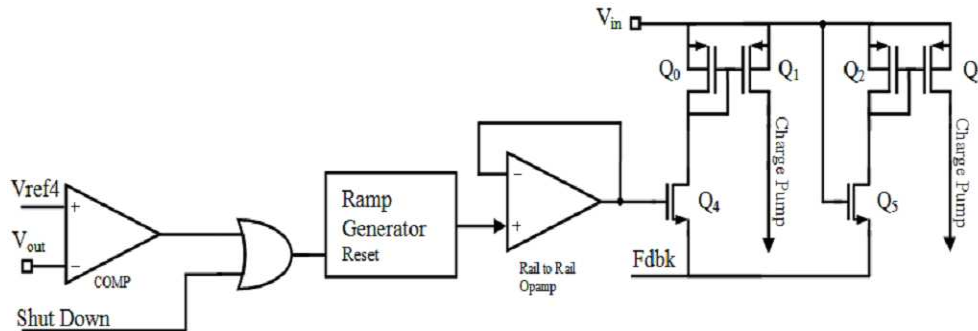 Vref4
+
Vout
−
COMP
Shut Down
Ramp
Generator
Reset
−
+
Rail to Rail
Opamp
Vin
Q0
Q1
Q2
Q
Q4
Q5
Charge Pump
Charge Pump
Fdbk